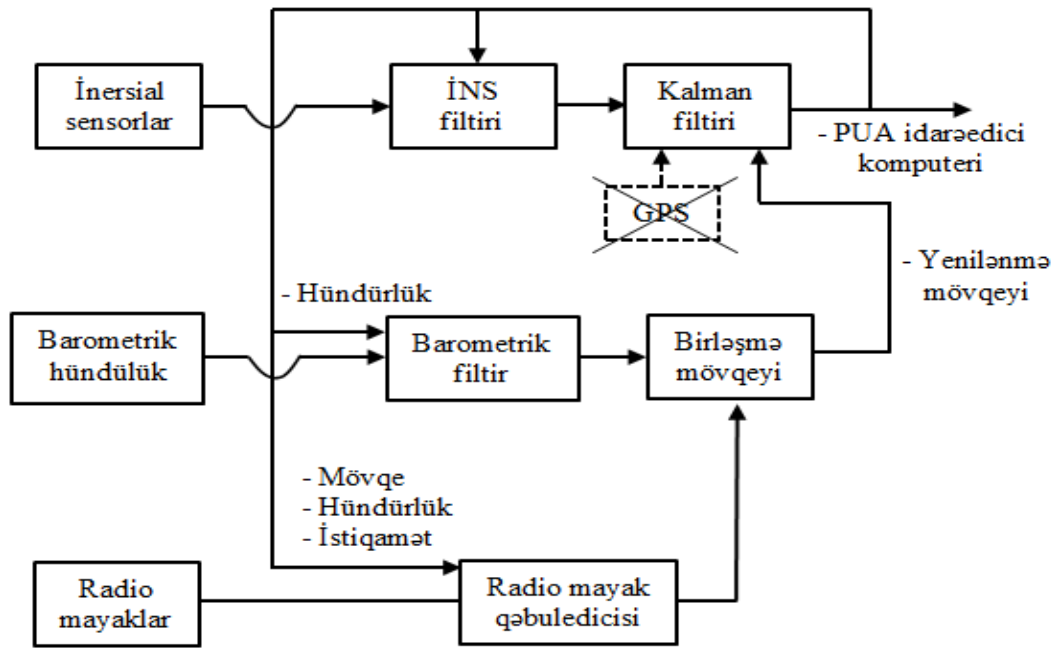 İnersial
sensorlar
İNS
filtiri
Kalman
filtiri
- PUA idarəedici
komputeri
GPS
- Yenilənmə
mövqeyi
- Hündürlük
Barometrik
hündülük
Barometrik
filtir
Birləşmə
mövqeyi
- Mövqe
- Hündürlük
- İstiqamət
Radio
mayaklar
Radio mayak
qəbuledicisi